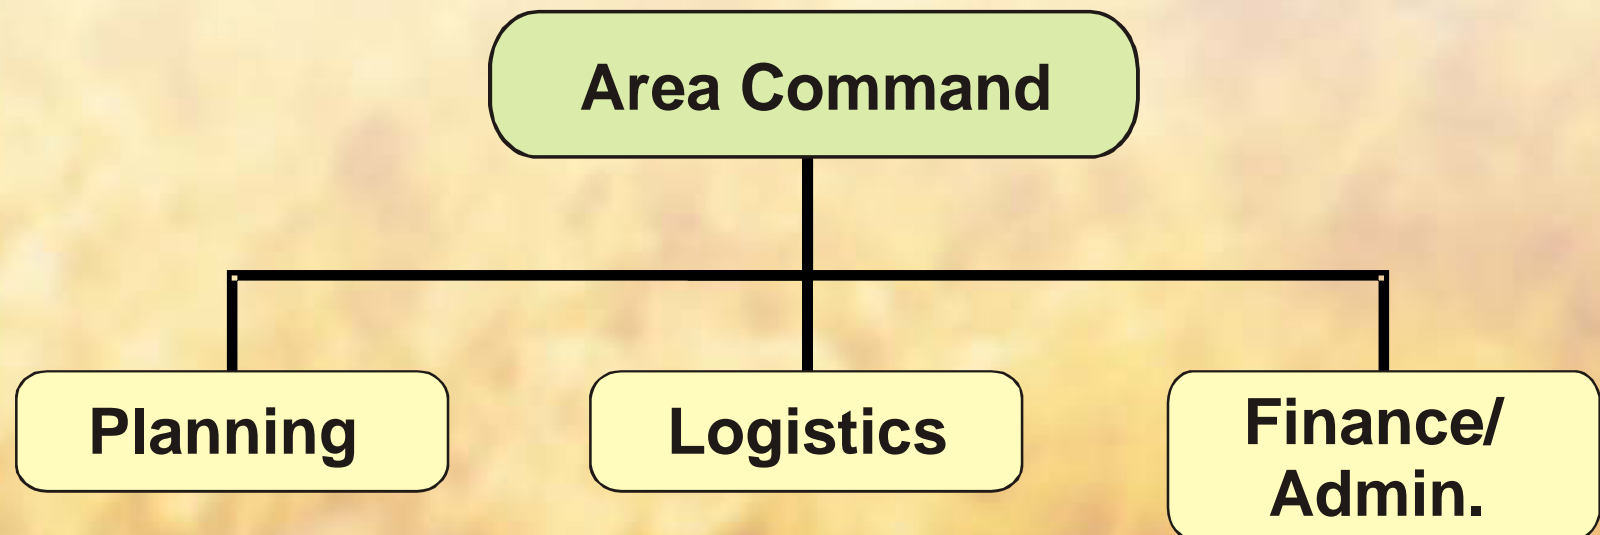 Area Command
Planning
Logistics
Finance/
Admin.